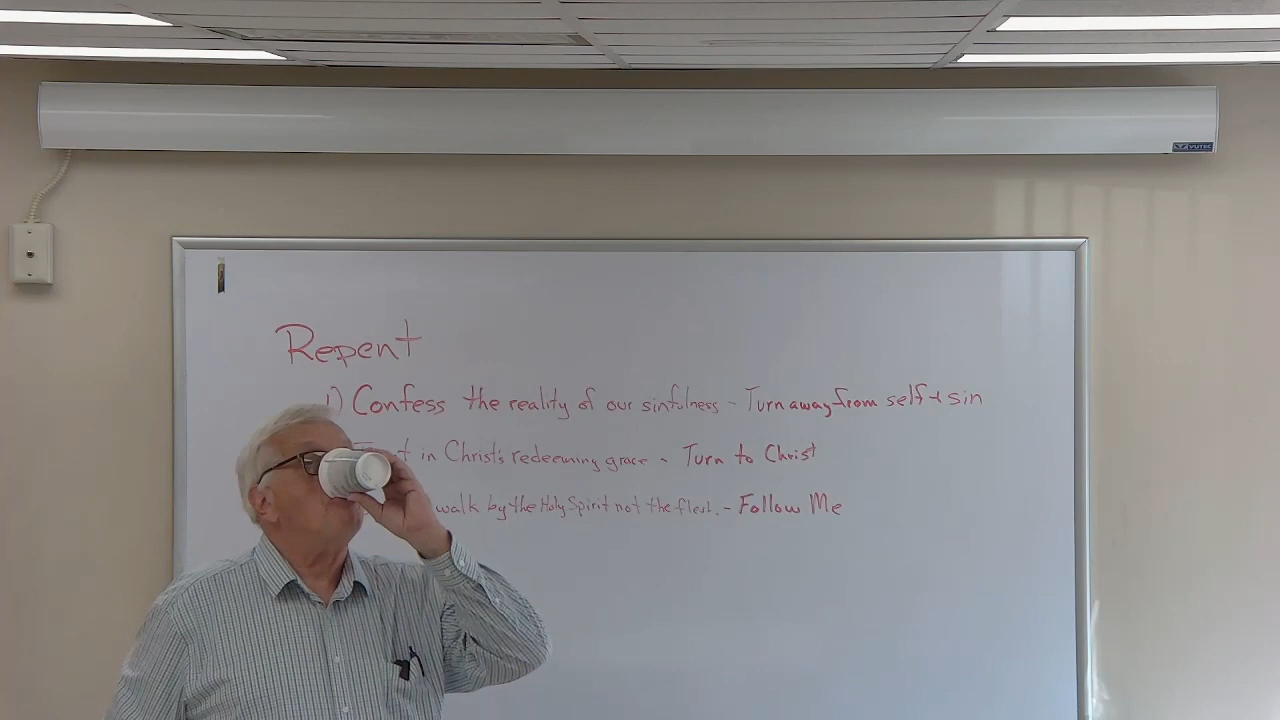 VUTEC
Repent
1) Confess the reality of our sinfulness - Turn away from self & sin
in Christ's redeeming grace - Turn to Christ
walk by the Holy Spirit not the flesh. - Follow Me